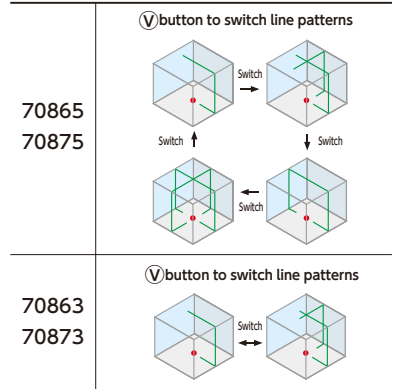 Ⓥbutton to switch line patterns
70865
70875
Switch
Switch
Switch
Switch
Ⓥbutton to switch line patterns
70863
70873
Switch